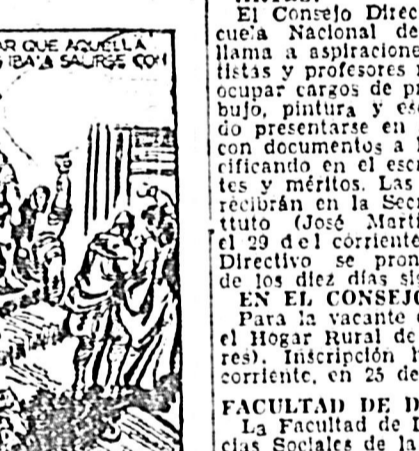 AR QUE AQUELLA
IBA A SALIRSE CON
El Consejo Direc
cuela Nacional de
llama a aspiracione
tistas y profesores
ocupar cargos de pr
bujo, pintura y es
do presentarse en
con documentos a l
cificando en el escr
tes y méritos. Las
recibirán en la Secr
tuto (José Marti
el 29 del corriente
Directivo se pron
de los diez días si
EN EL CONSEJO
Para la vacante
el Hogar Rural de
res). Inscripción h
corriente, en 25 de
FACULTAD DE D
La Facultad de D
cias Sociales de la